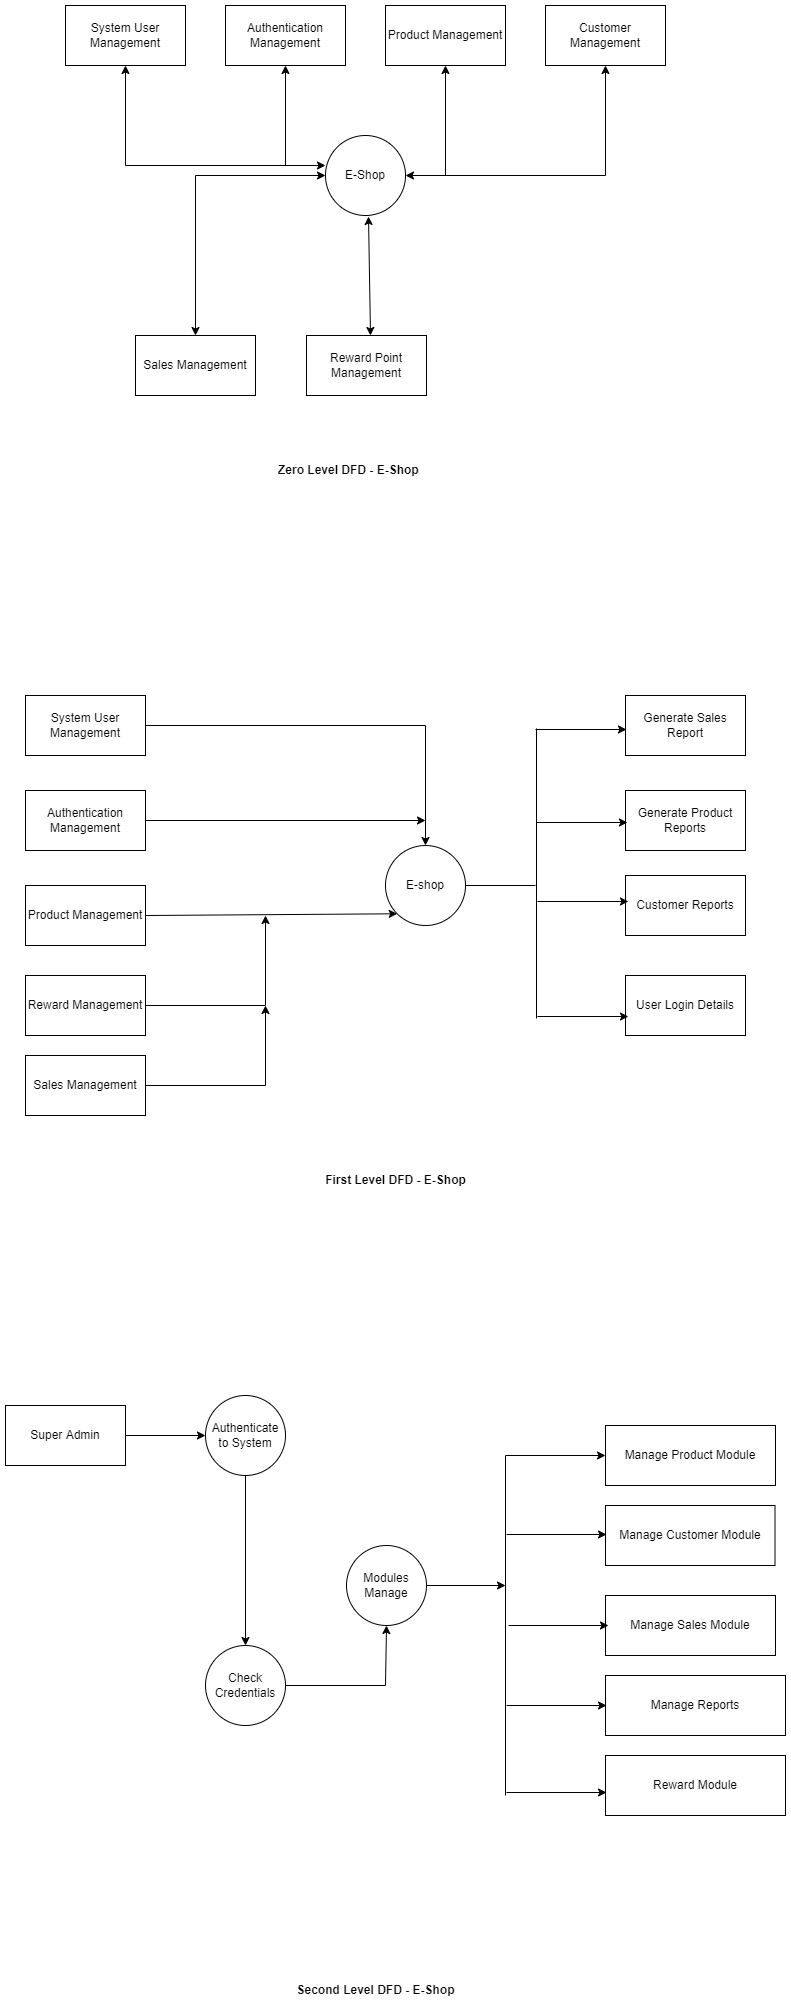 System User
Management
Authentication
Management
Product Management
Customer
Management
E-Shop
Sales Management
Reward Point
Management
Zero Level DFD - E-Shop
System User
Management
Generate Sales
Report
Authentication
Management
Generate Product
Reports
E-shop
Product Management
Customer Reports
Reward Management
User Login Details
Sales Management
First Level DFD - E-Shop
Super Admin
Authenticate
to System
Manage Product Module
Manage Customer Module
Modules
Manage
Manage Sales Module
Check
Credentials
Manage Reports
Reward Module
Second Level DFD - E-Shop